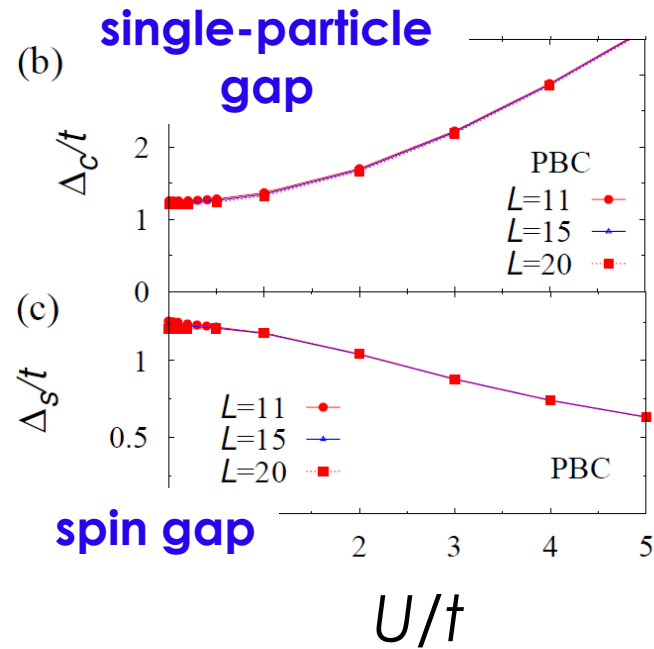 single-particle
gap
(b)
Δc/t
2
1
0
PBC
L=11
L=15
L=20
(c)
Δs/t
1
0.5
L=11
L=15
L=20
PBC
spin gap
2
3
4
5
U/t